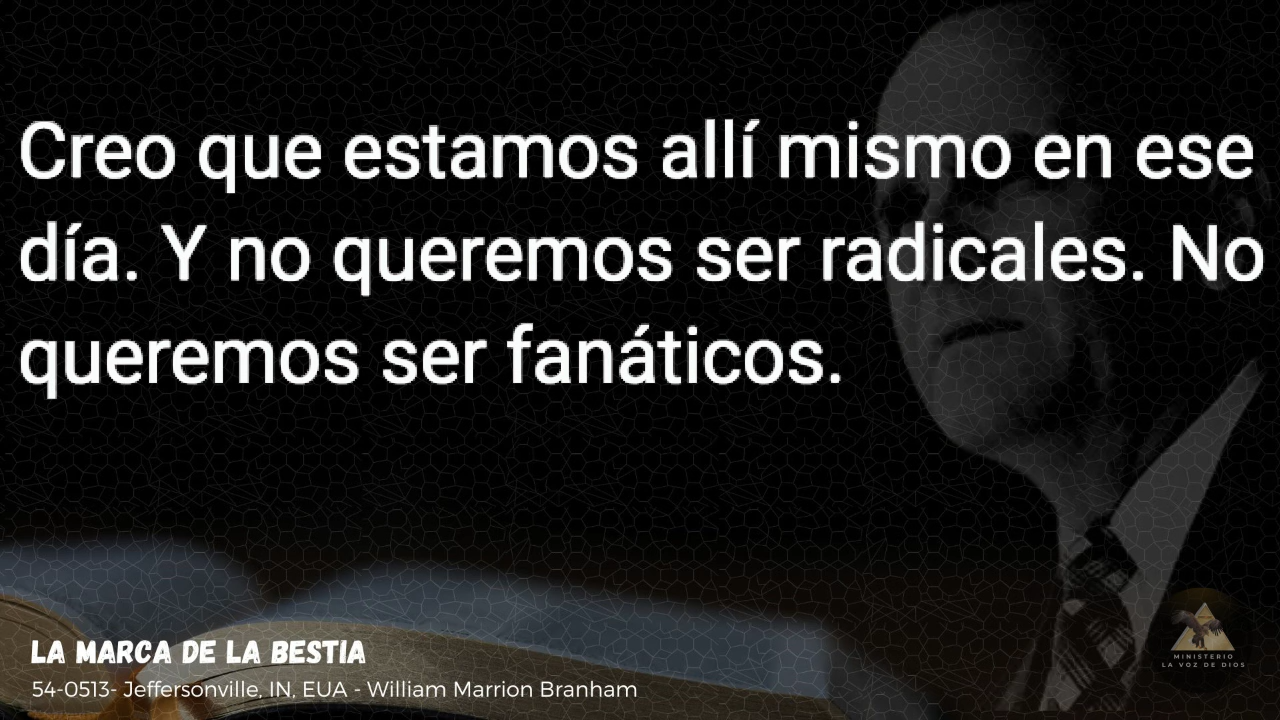 Creo que estamos allí mismo en ese
día. Y no queremos ser radicales. No
queremos ser fanáticos.
LA MARCA DE LA BESTIA
54-0513- Jeffersonville, IN, EUA - William Marrion Branham
MINISTERIO
LA VOZ DE DIOS